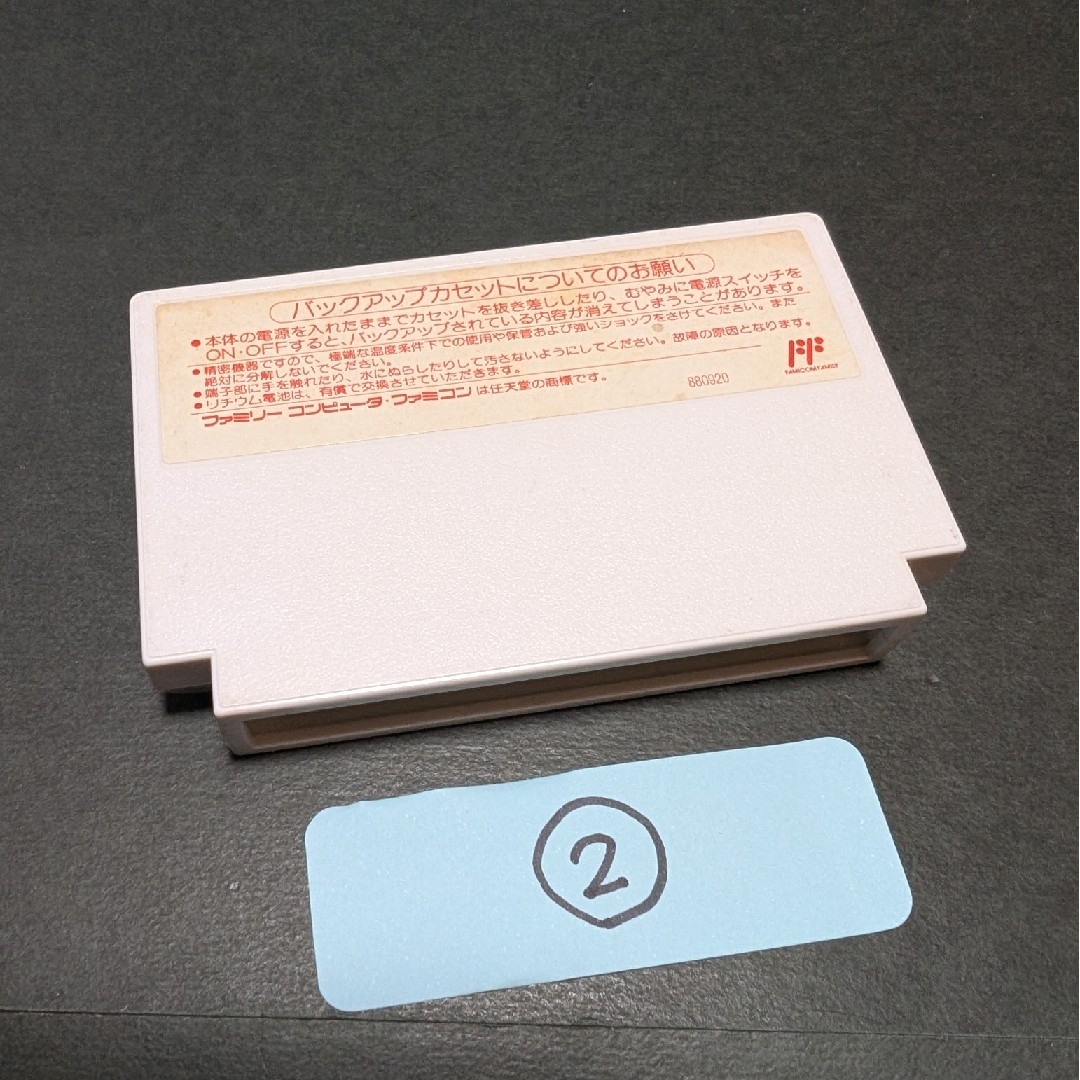 バックアップカセットについてのお願い
●本体の電源を入れたままでカセットを抜き差ししたり、むやみに電源スイッチを
ON・OFFすると、バックアップされている内容が消えてしまうことがあります。
●精密機器ですので、極端な温度条件下での使用や保管および強いショックをさけてください。また
絶対に分解しないでください。
●端子部に手を触れたり、水にぬらしたりして汚さないようにしてください。故障の原因となります。
●リチウム電池は、有償で交換させていただきます。
ファミリーコンピュータ・ファミコンは任天堂の商標です。
880920
FF
FAMICOM FAMILY
2